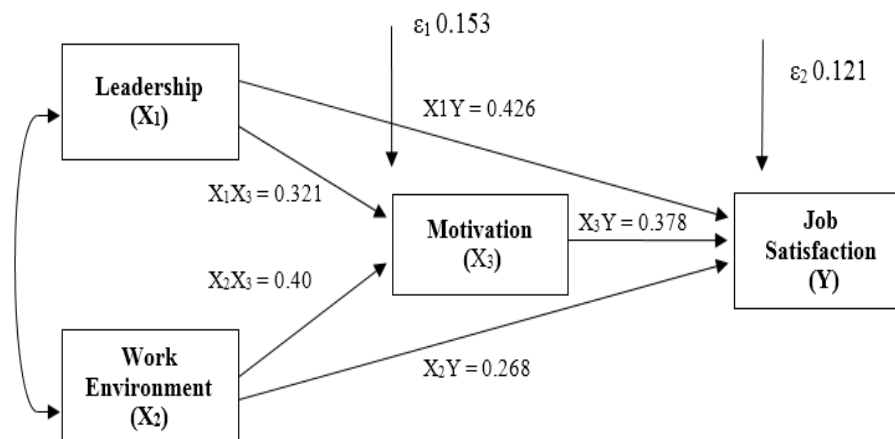 ε₁ 0.153
ε₂ 0.121
Leadership
(X₁)
X1Y = 0.426
X₁X₃ = 0.321
Motivation
(X₃)
X₃Y = 0.378
Job
Satisfaction
(Y)
X₂X₃ = 0.40
Work
Environment
(X₂)
X₂Y = 0.268